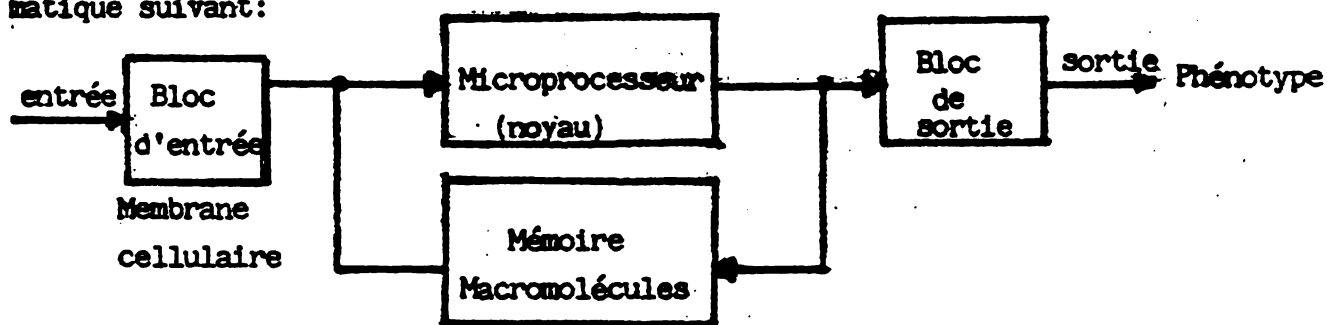 matique suivant:
entrée
Bloc
d'entrée
Membrane
cellulaire
Microprocesseur
(noyau)
Mémoire
Macromolécules
Bloc
de
sortie
sortie
Phénotype